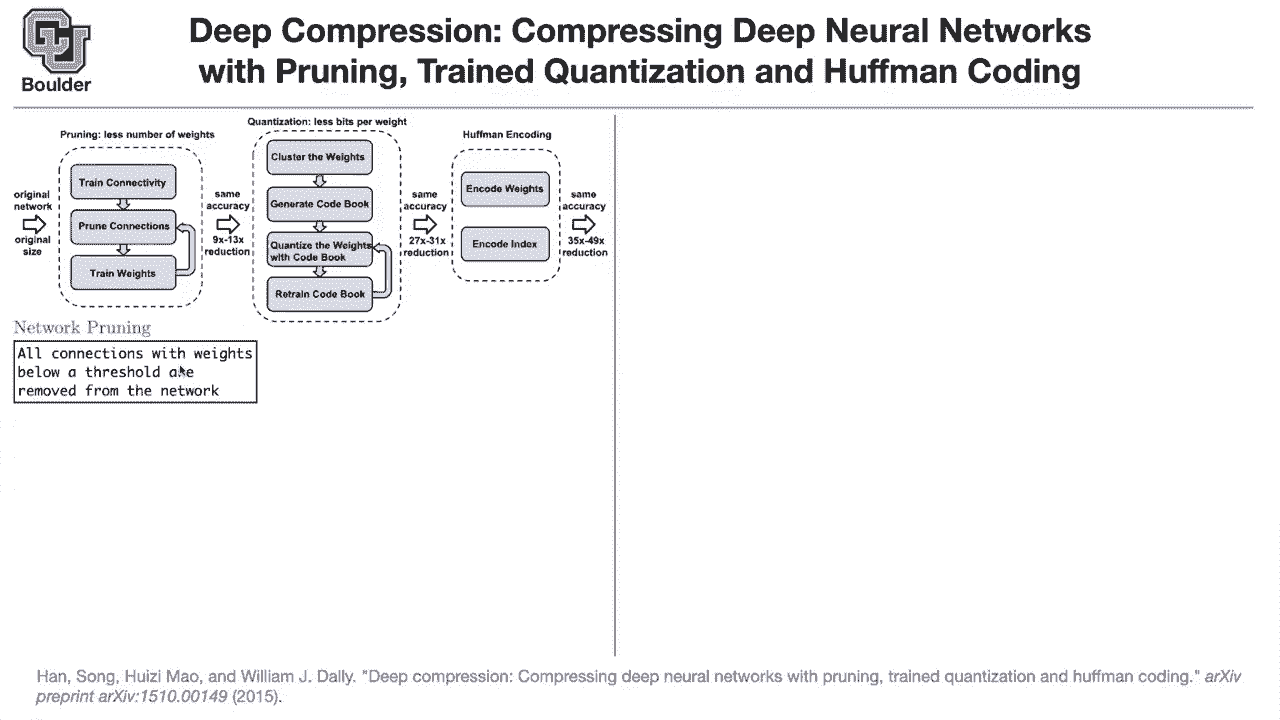 Boulder
Deep Compression: Compressing Deep Neural Networks
with Pruning, Trained Quantization and Huffman Coding
Pruning: less number of weights
Quantization: less bits per weight
Huffman Encoding
original
network
original
size
Train Connectivity
Prune Connections
Train Weights
same
accuracy
9x-13x
reduction
Cluster the Weights
Generate Code Book
Quantize the Weights
with Code Book
Retrain Code Book
same
accuracy
27x-31x
reduction
Encode Weights
Encode Index
same
accuracy
35x-49x
reduction
Network Pruning
All connections with weights
below a threshold are
removed from the network
Han, Song, Huizi Mao, and William J. Dally. "Deep compression: Compressing deep neural networks with pruning, trained quantization and huffman coding." arXiv
preprint arXiv:1510.00149 (2015).